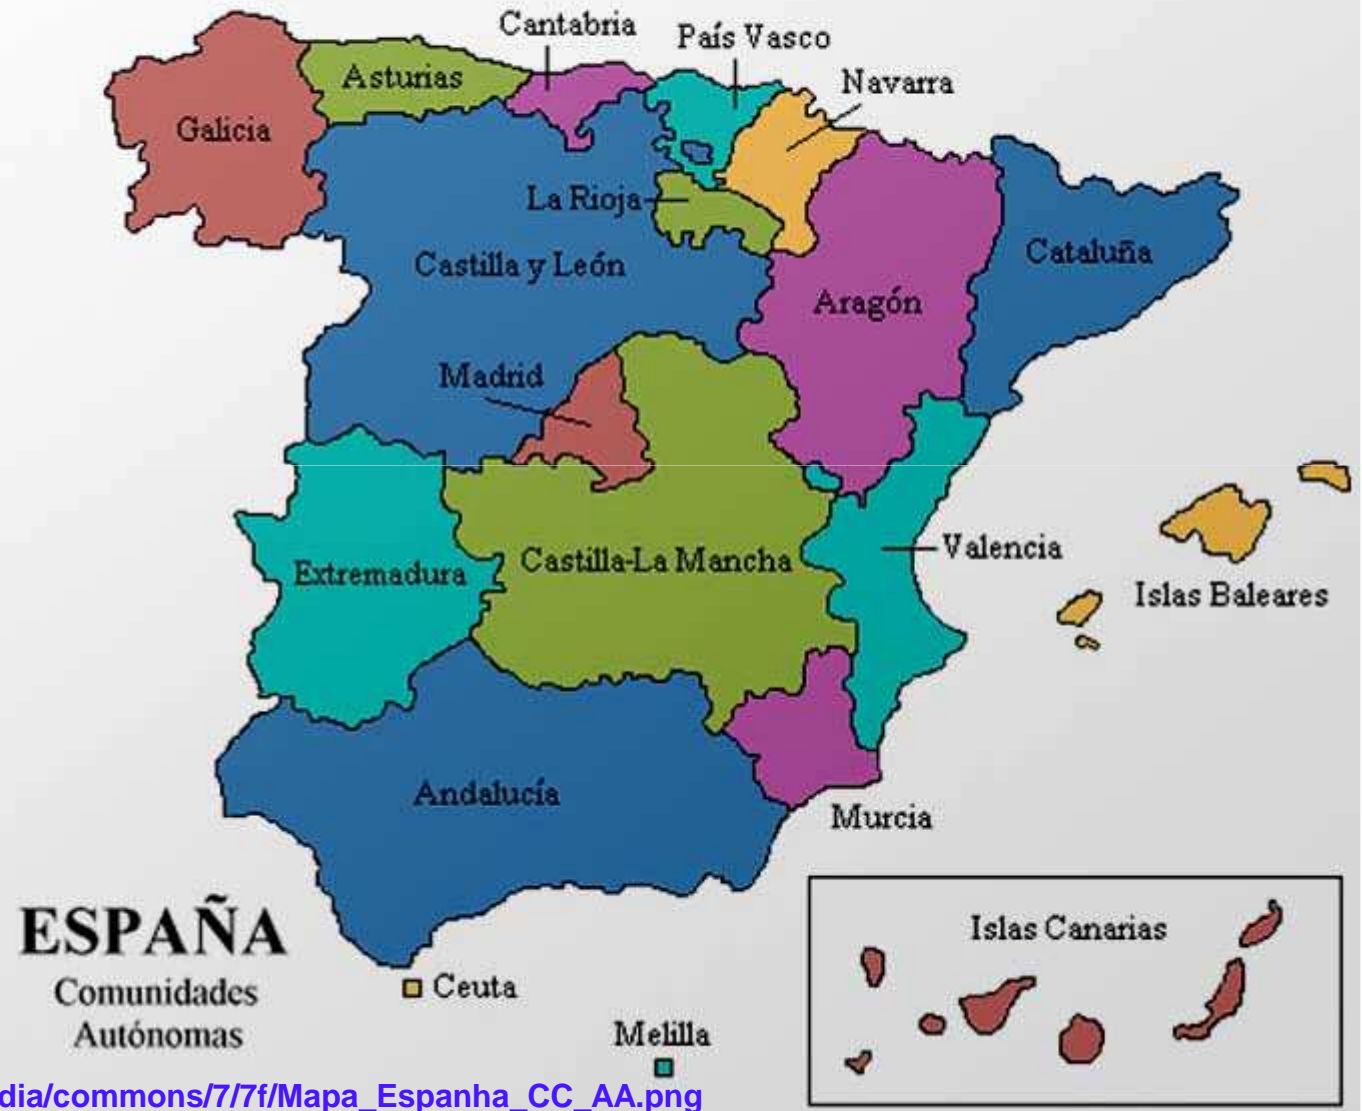 Cantabria
País Vasco
Asturias
Navarra
Galicia
La Rioja
Castilla y León
Cataluña
Aragón
Madrid
Valencia
Castilla-La Mancha
Extremadura
Islas Baleares
Andalucía
Murcia
ESPAÑA
Comunidades
Autónomas
Islas Canarias
Ceuta
Melilla
dia/commons/7/7f/Mapa_Espanha_CC_AA.png